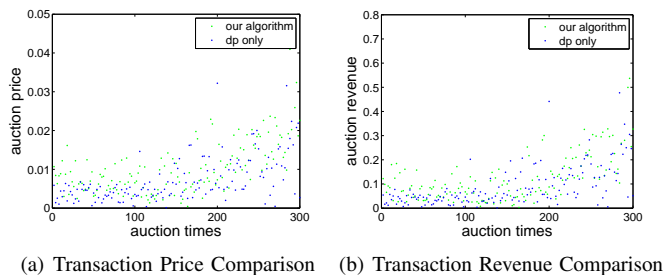 0.05
0.04
0.03
0.02
0.01
0
0 100 200 300
auction price
auction times
our algorithm
dp only
0.8
0.7
0.6
0.5
0.4
0.3
0.2
0.1
0
0 100 200 300
auction revenue
auction times
our algorithm
dp only
(a) Transaction Price Comparison
(b) Transaction Revenue Comparison